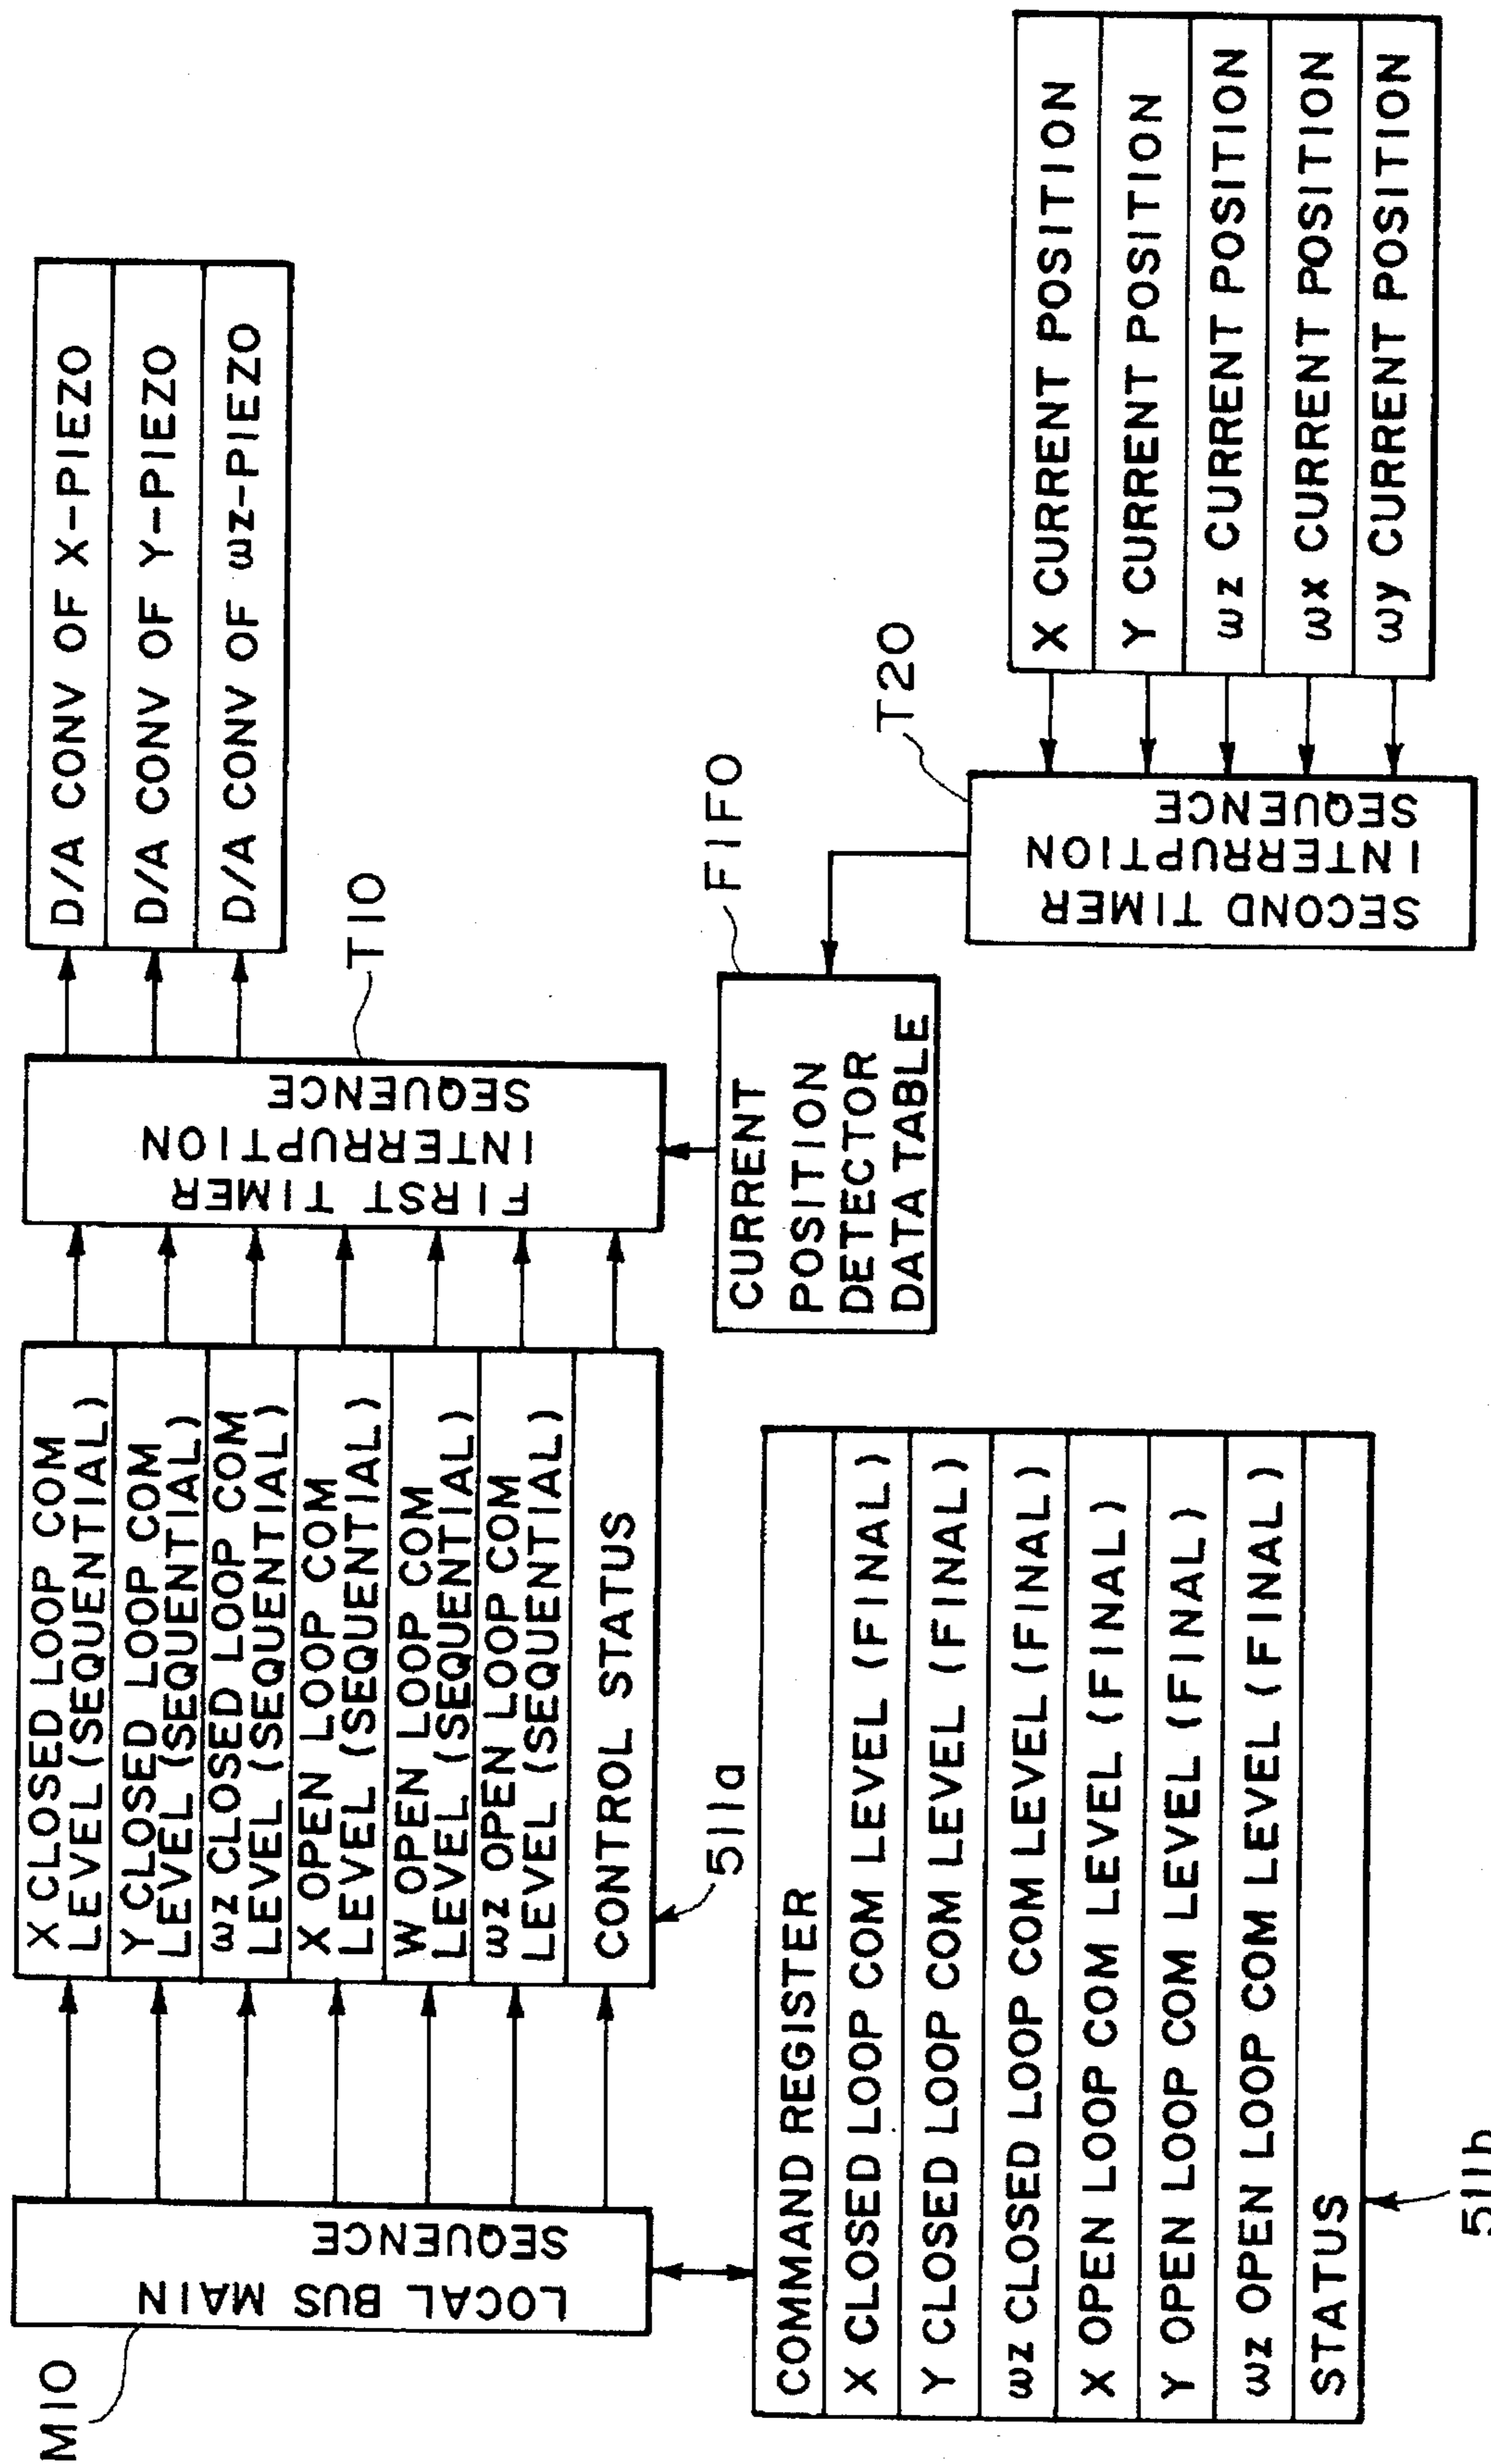 M10
LOCAL BUS MAIN
SEQUENCE
X CLOSED LOOP COM
LEVEL (SEQUENTIAL)
Y CLOSED LOOP COM
LEVEL (SEQUENTIAL)
ωz CLOSED LOOP COM
LEVEL (SEQUENTIAL)
X OPEN LOOP COM
LEVEL (SEQUENTIAL)
W OPEN LOOP COM
LEVEL (SEQUENTIAL)
ωz OPEN LOOP COM
LEVEL (SEQUENTIAL)
CONTROL STATUS
511a
FIRST TIMER
INTERRUPTION
SEQUENCE
T10
D/A CONV OF X-PIEZO
D/A CONV OF Y-PIEZO
D/A CONV OF ωz-PIEZO
COMMAND REGISTER
X CLOSED LOOP COM LEVEL (FINAL)
Y CLOSED LOOP COM LEVEL (FINAL)
ωz CLOSED LOOP COM LEVEL (FINAL)
X OPEN LOOP COM LEVEL (FINAL)
Y OPEN LOOP COM LEVEL (FINAL)
ωz OPEN LOOP COM LEVEL (FINAL)
STATUS
511b
FIFO
CURRENT
POSITION
DETECTOR
DATA TABLE
T20
SECOND TIMER
INTERRUPTION
SEQUENCE
X CURRENT POSITION
Y CURRENT POSITION
ωz CURRENT POSITION
ωx CURRENT POSITION
ωy CURRENT POSITION